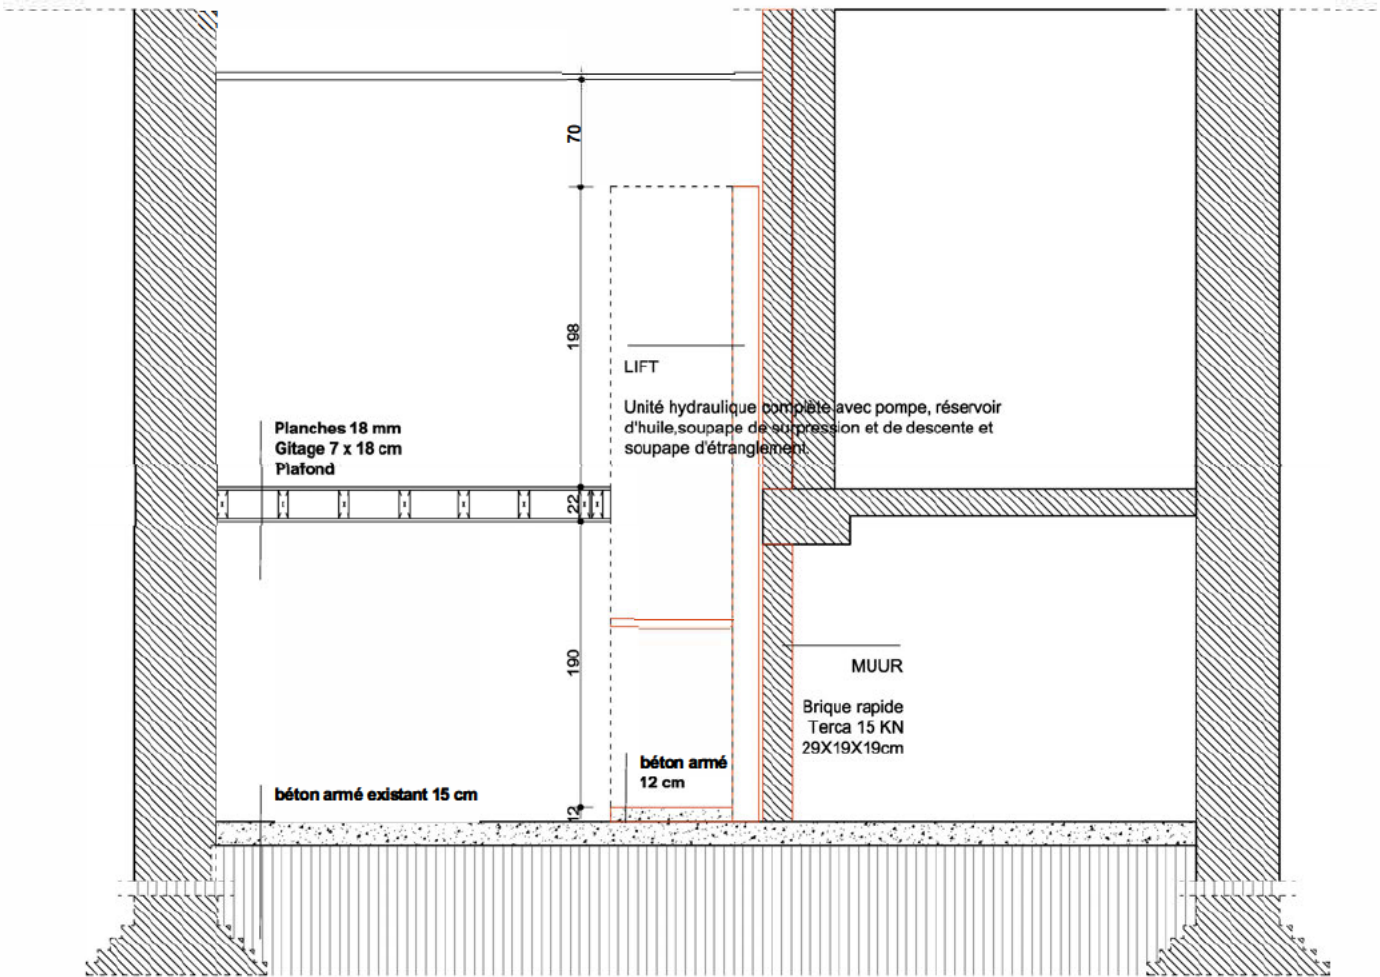 70
198
LIFT
Unité hydraulique complète avec pompe, réservoir
d'huile,soupape de surpression et de descente et
soupape d'étranglement.
Planches 18 mm
Gitage 7 x 18 cm
Plafond
22
190
MUUR
Brique rapide
Terca 15 KN
29X19X19cm
béton armé
12 cm
béton armé existant 15 cm
12